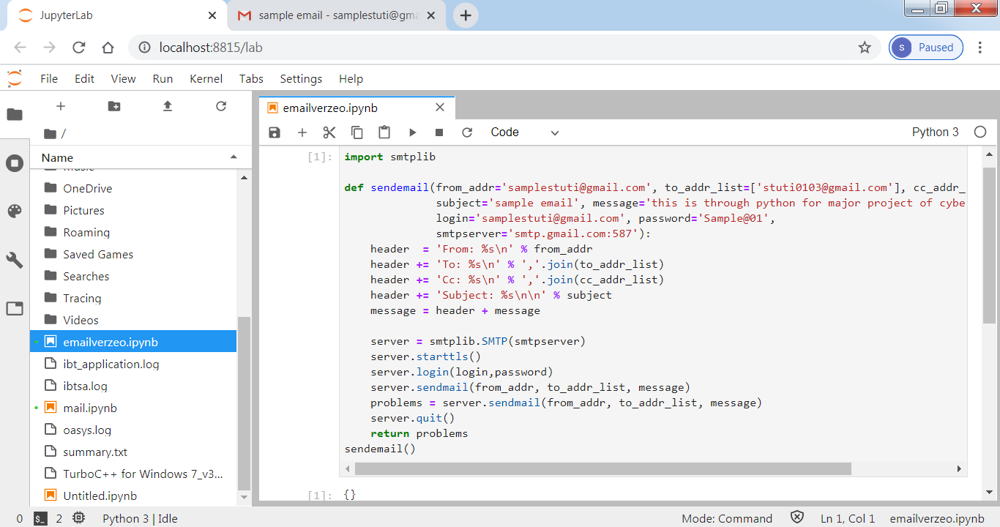 JupyterLab
sample email - samplestuti@gma
localhost:8815/lab
S Paused
File Edit View Run Kernel Tabs Settings Help
emailverzeo.ipynb
/
Code
Python 3
Name
Music
OneDrive
Pictures
Roaming
Saved Games
Searches
Tracing
Videos
emailverzeo.ipynb
ibt_application.log
ibtsa.log
mail.ipynb
oasys.log
summary.txt
TurboC++ for Windows 7_v3...
Untitled.ipynb
[1]:
import smtplib
def sendemail(from_addr='samplestuti@gmail.com', to_addr_list=['stuti0103@gmail.com'], cc_addr_
subject='sample email', message='this is through python for major project of cybe
login='samplestuti@gmail.com', password='Sample@01',
smtpserver='smtp.gmail.com:587'):
header = 'From: %s\n' % from_addr
header += 'To: %s\n' % ','.join(to_addr_list)
header += 'Cc: %s\n' % ','.join(cc_addr_list)
header += 'Subject: %s\n\n' % subject
message = header + message
server = smtplib.SMTP(smtpserver)
server.starttls()
server.login(login,password)
server.sendmail(from_addr, to_addr_list, message)
problems = server.sendmail(from_addr, to_addr_list, message)
server.quit()
return problems
sendemail()
[1]: {}
0 $_ 2 Python 3 | Idle
Mode: Command Ln 1, Col 1 emailverzeo.ipynb